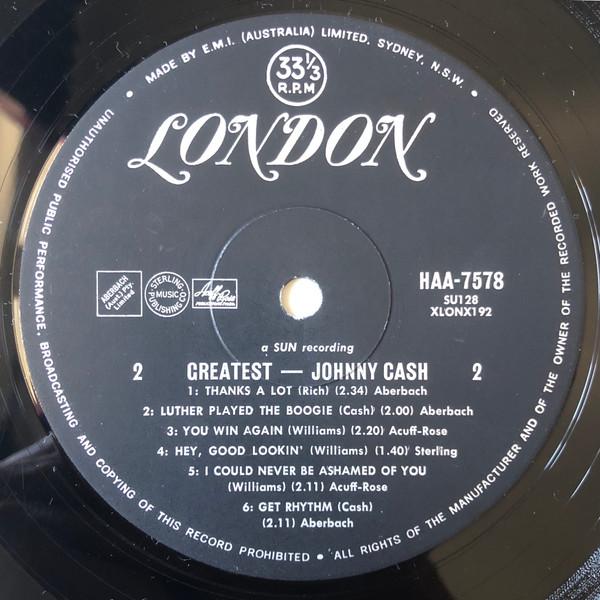 • MADE BY E.M.I. (AUSTRALIA) LIMITED. SYDNEY, N.S.W. •
33⅓
R.P.M
LONDON
ABERBACH
(Aust) Pty.
Limited
STERLING
MUSIC
PUBLISHING CO
Acuff Rose
HAA-7578
SU128
XLONX192
a SUN recording
2 GREATEST — JOHNNY CASH 2
1: THANKS A LOT (Rich) (2.34) Aberbach
2: LUTHER PLAYED THE BOOGIE (Cash) (2.00) Aberbach
3: YOU WIN AGAIN (Williams) (2.20) Acuff-Rose
4: HEY, GOOD LOOKIN' (Williams) (1.40) Sterling
5: I COULD NEVER BE ASHAMED OF YOU
(Williams) (2.11) Acuff-Rose
6: GET RHYTHM (Cash)
(2.11) Aberbach
UNAUTHORISED PUBLIC PERFORMANCE. BROADCASTING AND COPYING OF THIS RECORD PROHIBITED • ALL RIGHTS OF THE MANUFACTURER AND OF THE OWNER OF THE RECORDED WORK RESERVED